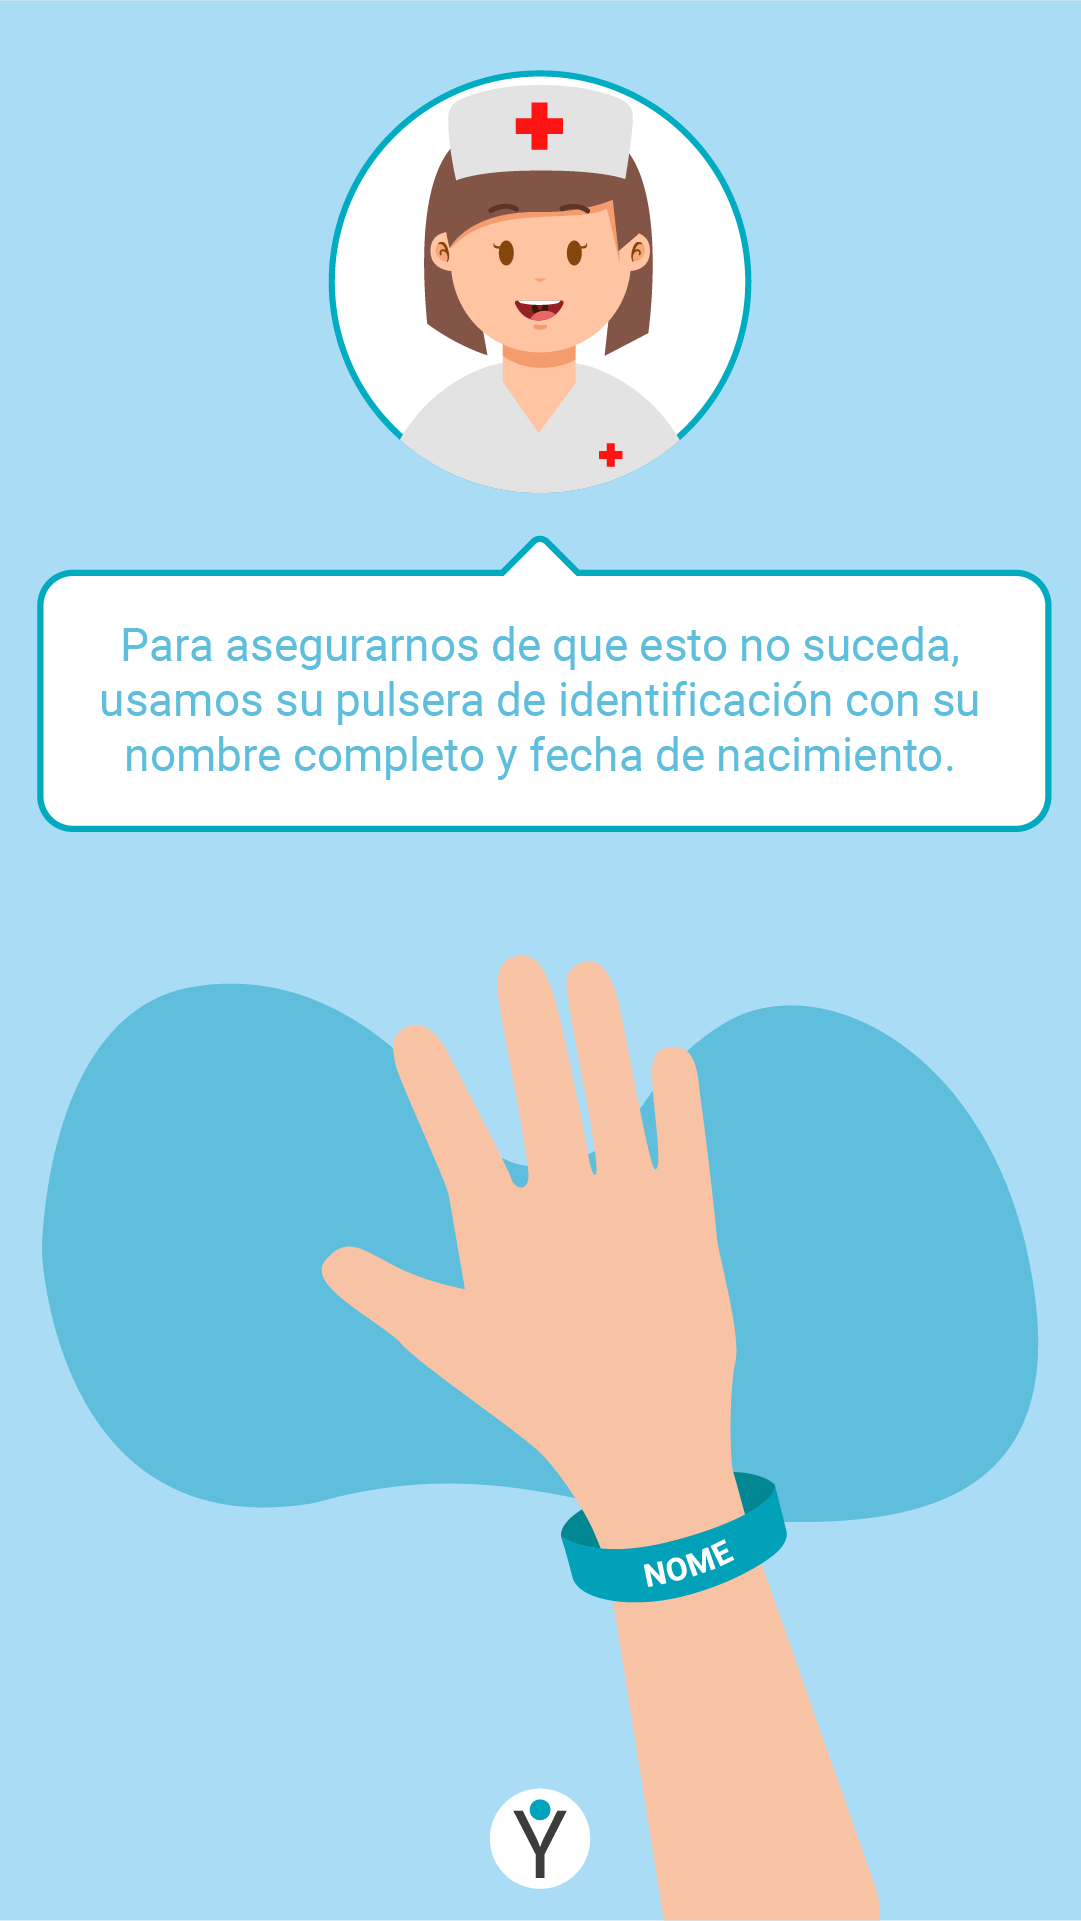 Para asegurarnos de que esto no suceda,
usamos su pulsera de identificación con su
nombre completo y fecha de nacimiento.
NOME